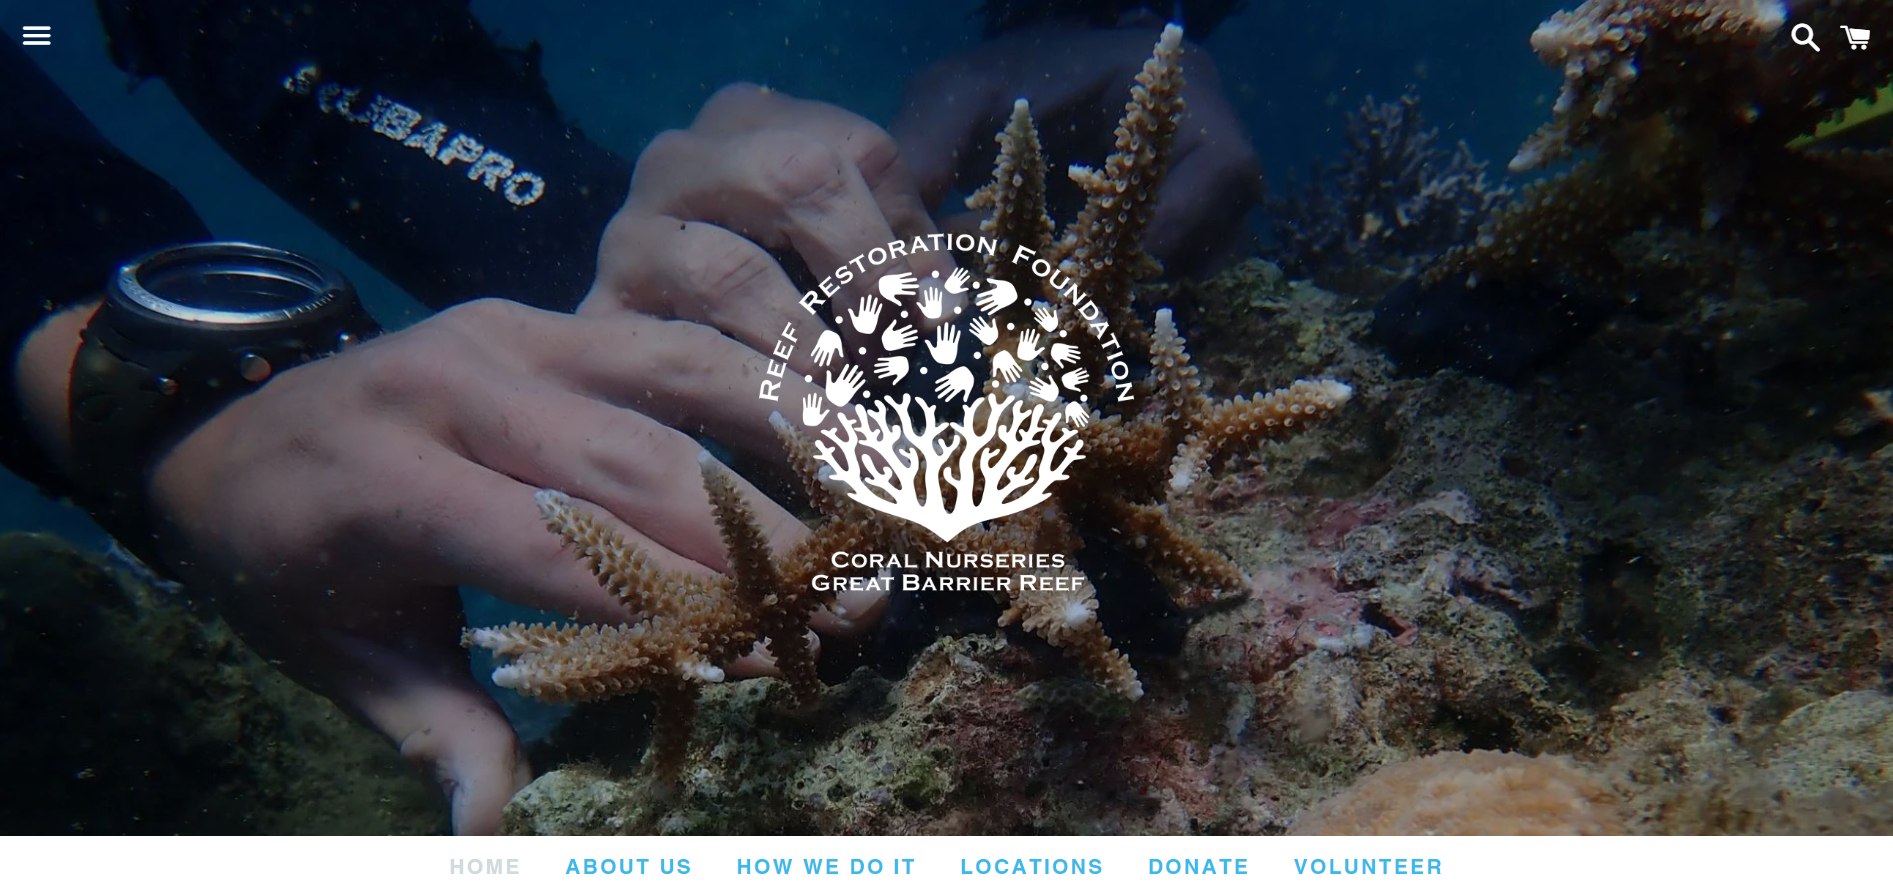 SCUBAPRO
REEF RESTORATION FOUNDATION
CORAL NURSERIES
GREAT BARRIER REEF
HOME
ABOUT US
HOW WE DO IT
LOCATIONS
DONATE
VOLUNTEER